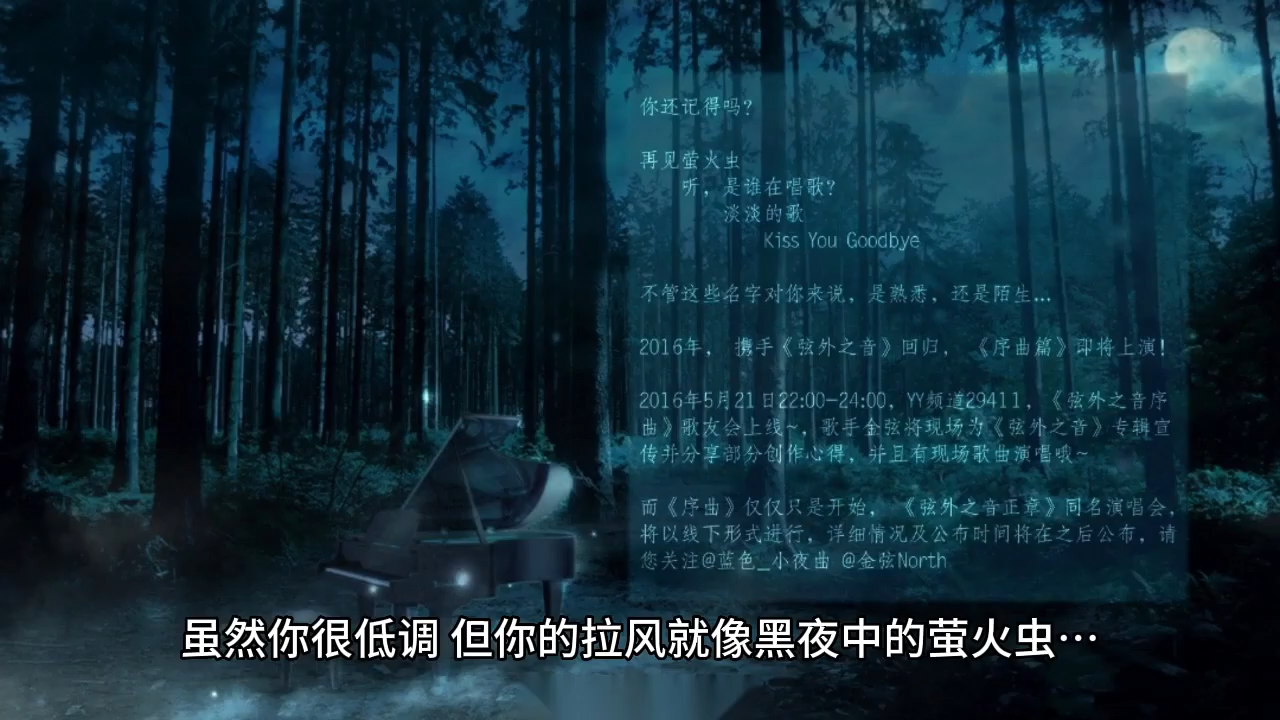 你还记得吗？
再见萤火虫
听，是谁在唱歌？
淡淡的歌
Kiss You Goodbye
不管这些名字对你来说，是熟悉，还是陌生...
2016年， 携手《弦外之音》回归， 《序曲篇》即将上演！
2016年5月21日22:00-24:00，YY频道29411，《弦外之音序
曲》歌友会上线~，歌手金弦将现场为《弦外之音》专辑宣
传并分享部分创作心得，并且有现场歌曲演唱哦~
而《序曲》仅仅只是开始， 《弦外之音正章》同名演唱会，
将以线下形式进行，详细情况及公布时间将在之后公布，请
您关注@蓝色_小夜曲 @金弦North
虽然你很低调 但你的拉风就像黑夜中的萤火虫…